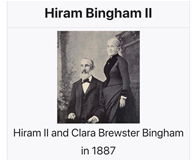 Hiram Bingham II
Hiram II and Clara Brewster Bingham
in 1887